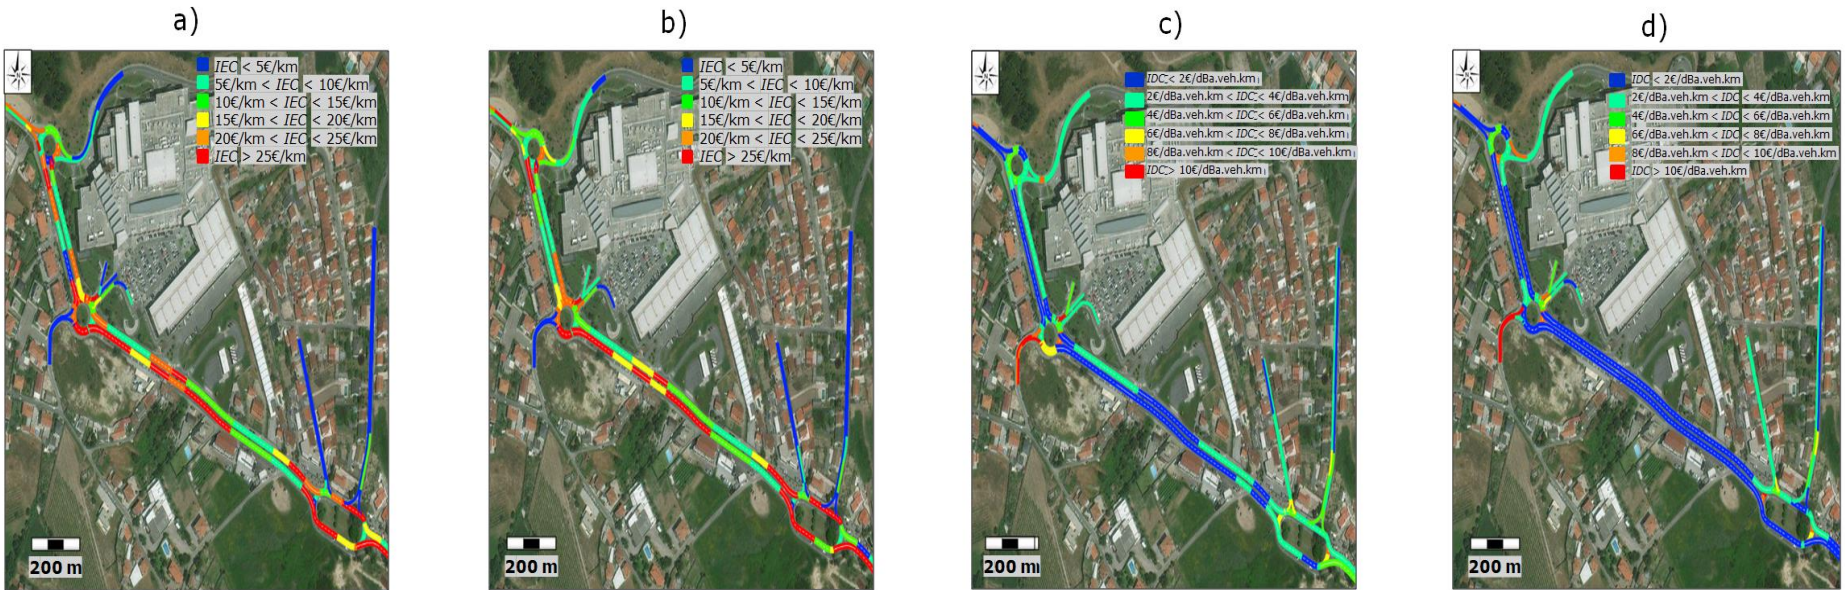 a)
IEC < 5€/km
5€/km < IEC < 10€/km
10€/km < IEC < 15€/km
15€/km < IEC < 20€/km
20€/km < IEC < 25€/km
IEC > 25€/km
200 m
b)
IEC < 5€/km
5€/km < IEC < 10€/km
10€/km < IEC < 15€/km
15€/km < IEC < 20€/km
20€/km < IEC < 25€/km
IEC > 25€/km
200 m
c)
IDC < 2€/dBa.veh.km
2€/dBa.veh.km < IDC < 4€/dBa.veh.km
4€/dBa.veh.km < IDC < 6€/dBa.veh.km
6€/dBa.veh.km < IDC < 8€/dBa.veh.km
8€/dBa.veh.km < IDC < 10€/dBa.veh.km
IDC > 10€/dBa.veh.km
200 m
d)
IDC < 2€/dBa.veh.km
2€/dBa.veh.km < IDC < 4€/dBa.veh.km
4€/dBa.veh.km < IDC < 6€/dBa.veh.km
6€/dBa.veh.km < IDC < 8€/dBa.veh.km
8€/dBa.veh.km < IDC < 10€/dBa.veh.km
IDC > 10€/dBa.veh.km
200 m